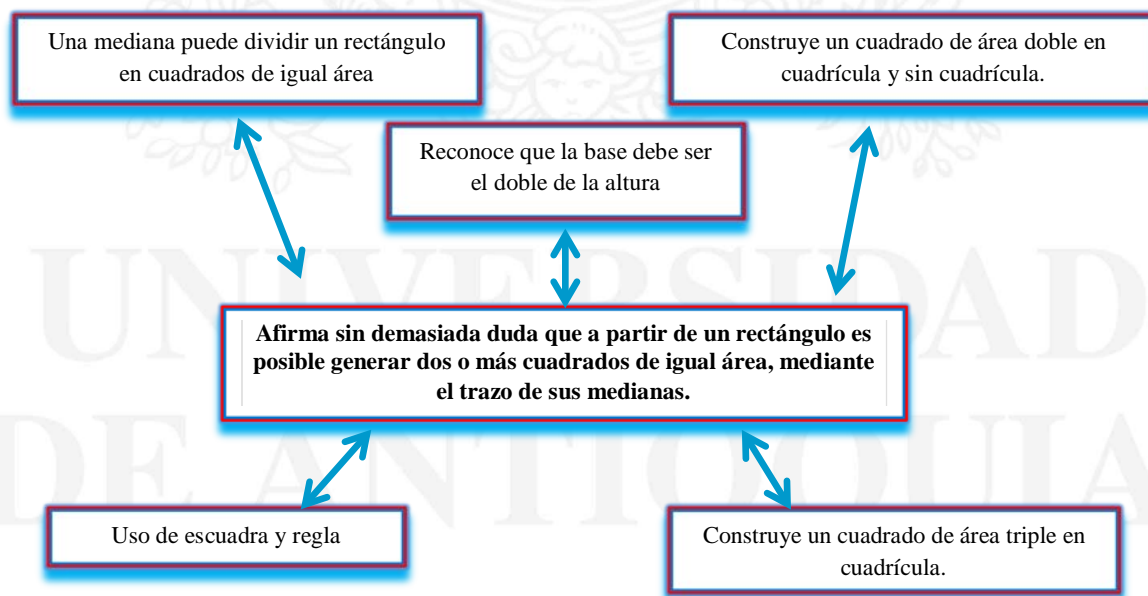 Una mediana puede dividir un rectángulo
en cuadrados de igual área
Construye un cuadrado de área doble en
cuadrícula y sin cuadrícula.
Reconoce que la base debe ser
el doble de la altura
UNIVERSIDAD
DE ANTIOQUIA
Afirma sin demasiada duda que a partir de un rectángulo es
posible generar dos o más cuadrados de igual área, mediante
el trazo de sus medianas.
Uso de escuadra y regla
Construye un cuadrado de área triple en
cuadrícula.